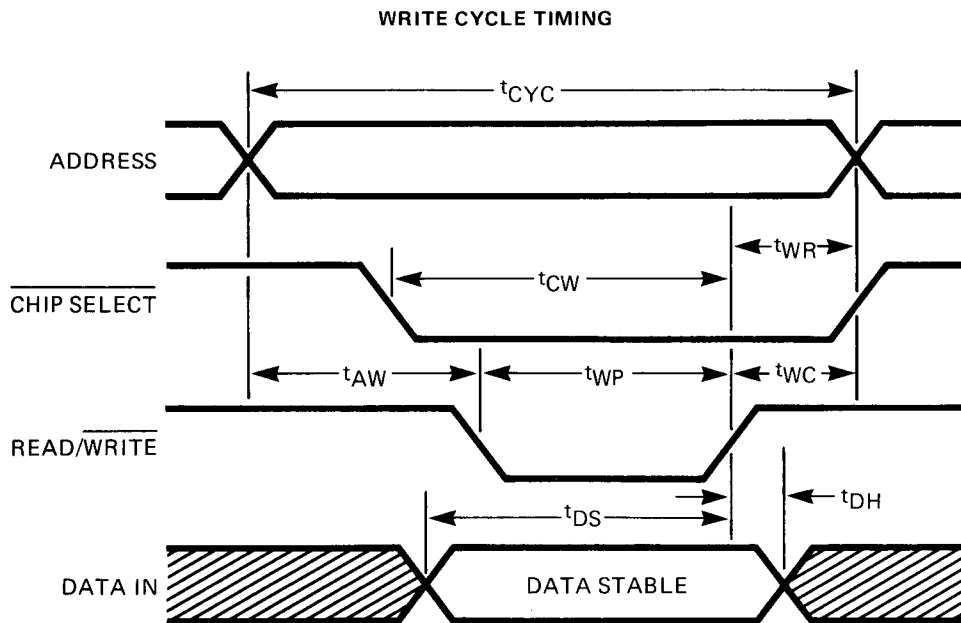 WRITE CYCLE TIMING
tCYC
ADDRESS
tWR
tCW
CHIP SELECT
tAW
tWP
tWC
READ/WRITE
tDS
tDH
DATA IN
DATA STABLE